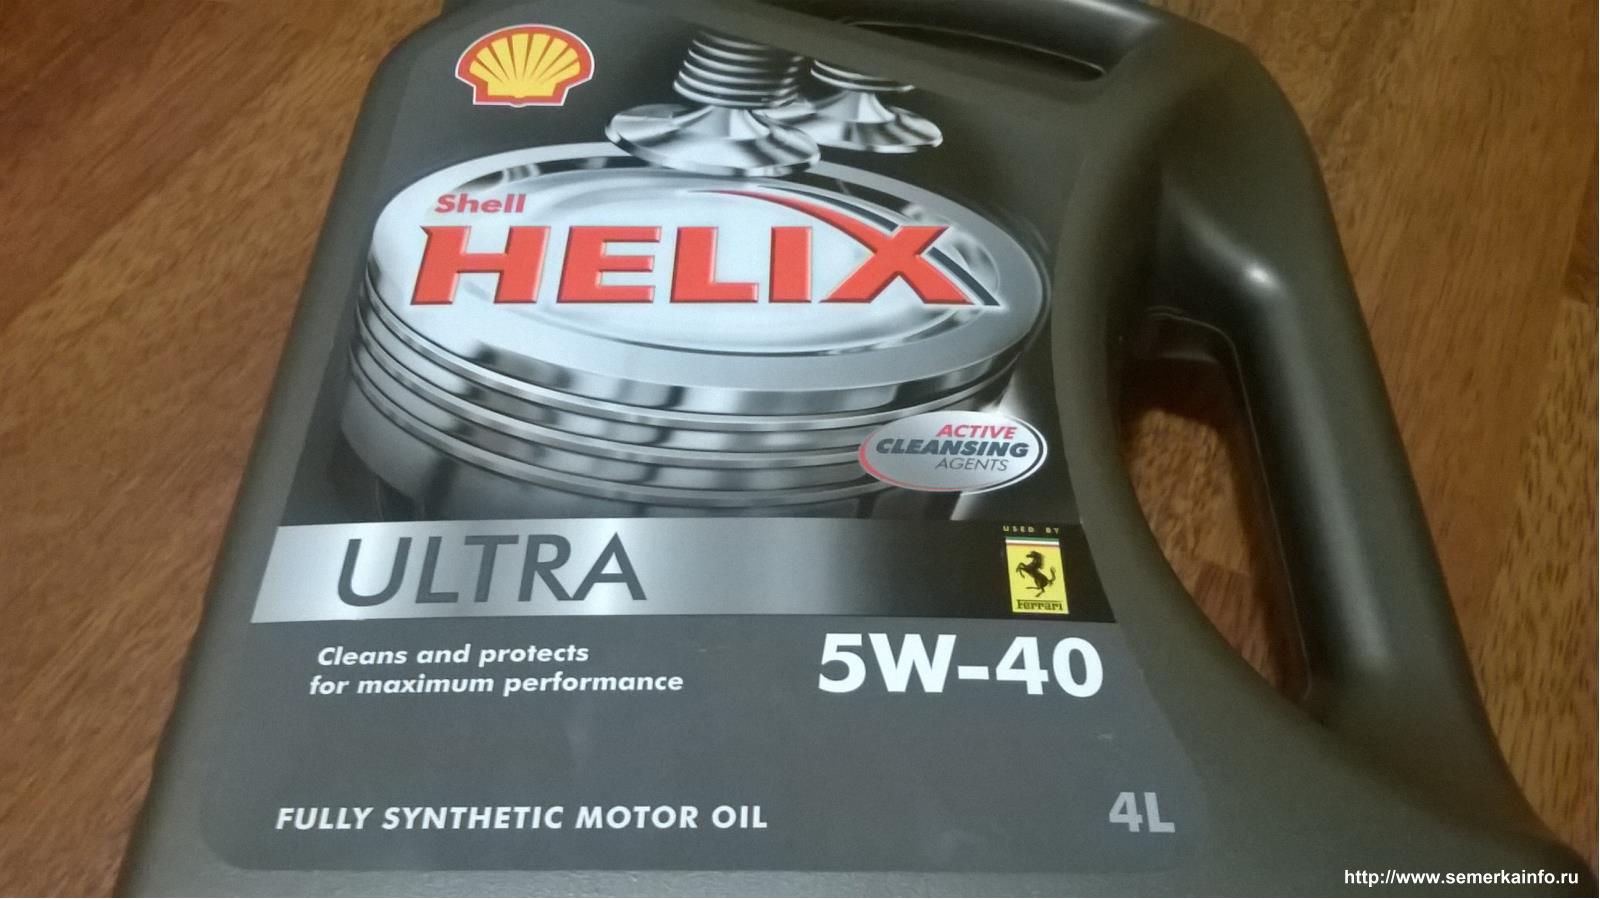 Shell
HELIX
ACTIVE
CLEANSING
AGENTS
USED BY
Ferrari
ULTRA
Cleans and protects
for maximum performance
5W-40
FULLY SYNTHETIC MOTOR OIL
4L
http://www.semerkainfo.ru